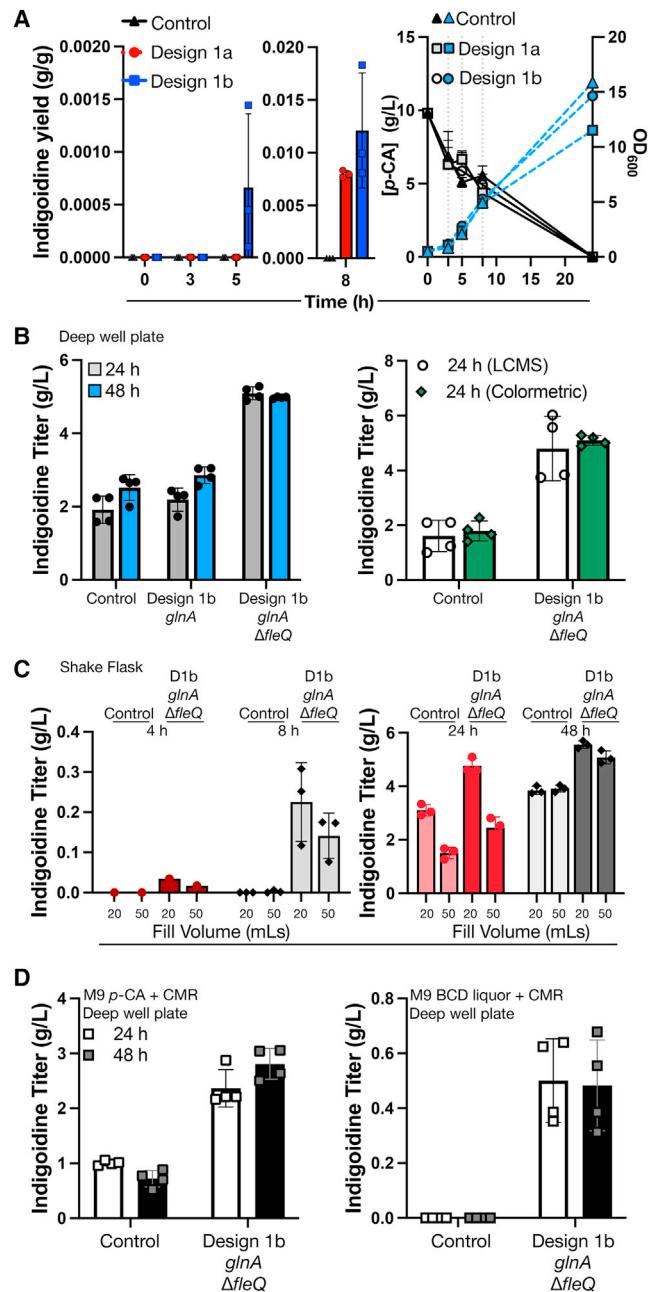 A
Indigoidine yield (g/g)
0.0020
0.0015
0.0010
0.0005
0.0000
0
3
5
Control
Design 1a
Design 1b
0.020
0.015
0.010
0.005
0.000
8
Time (h)
[p-CA] (g/L)
15
10
5
0
Control
Design 1a
Design 1b
20
15
10
5
0
OD600
0
5
10
15
20
B
Deep well plate
Indigoidine Titer (g/L)
6
4
2
0
24 h
48 h
Control
Design 1b
glnA
Design 1b
glnA
ΔfleQ
Indigoidine Titer (g/L)
8
6
4
2
0
24 h (LCMS)
24 h (Colormetric)
Control
Design 1b
glnA
ΔfleQ
C
Shake Flask
Indigoidine Titer (g/L)
0.4
0.3
0.2
0.1
0.0
Control
D1b
glnA
ΔfleQ
4 h
Control
D1b
glnA
ΔfleQ
8 h
20
50
20
50
20
50
20
50
Fill Volume (mLs)
Indigoidine Titer (g/L)
6
4
2
0
Control
D1b
glnA
ΔfleQ
24 h
Control
D1b
glnA
ΔfleQ
48 h
20
50
20
50
20
50
20
50
Fill Volume (mLs)
D
M9 p-CA + CMR
Deep well plate
24 h
48 h
Indigoidine Titer (g/L)
4
3
2
1
0
Control
Design 1b
glnA
ΔfleQ
M9 BCD liquor + CMR
Deep well plate
Indigoidine Titer (g/L)
0.8
0.6
0.4
0.2
0.0
Control
Design 1b
glnA
ΔfleQ